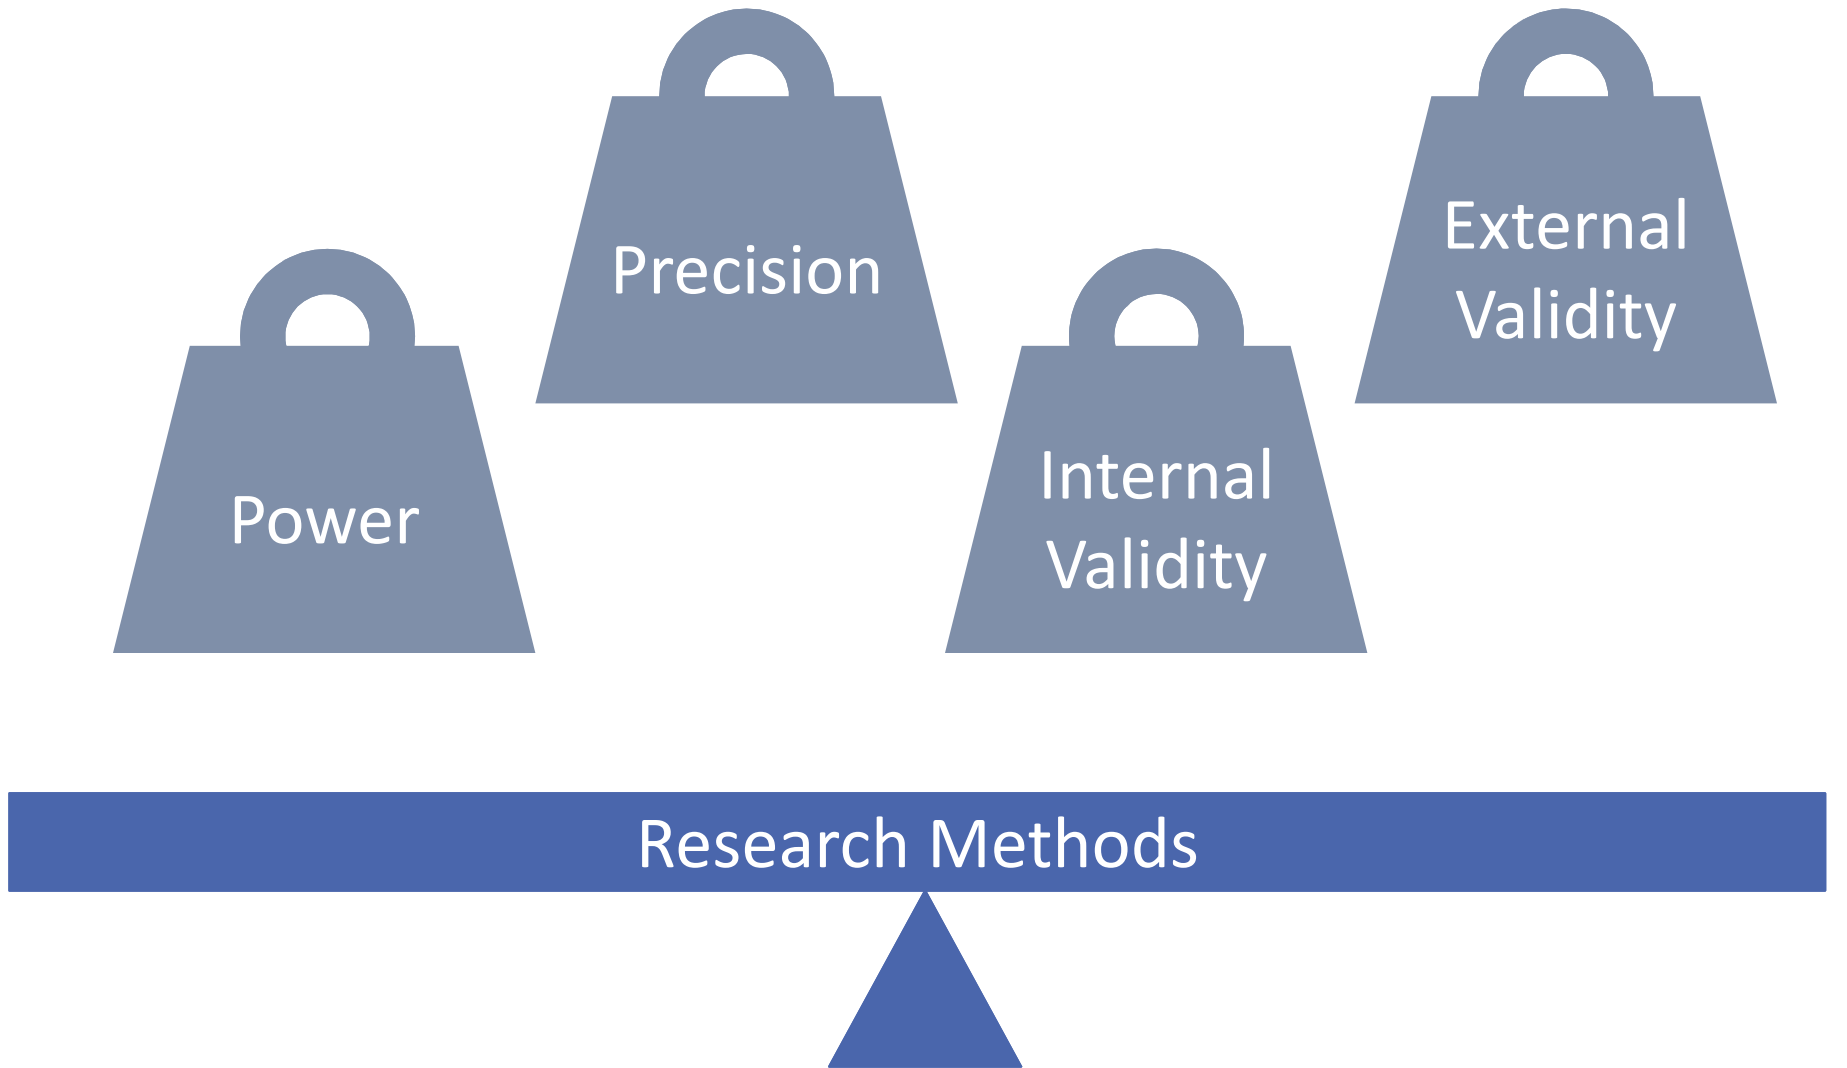 Precision
External
Validity
Power
Internal
Validity
Research Methods